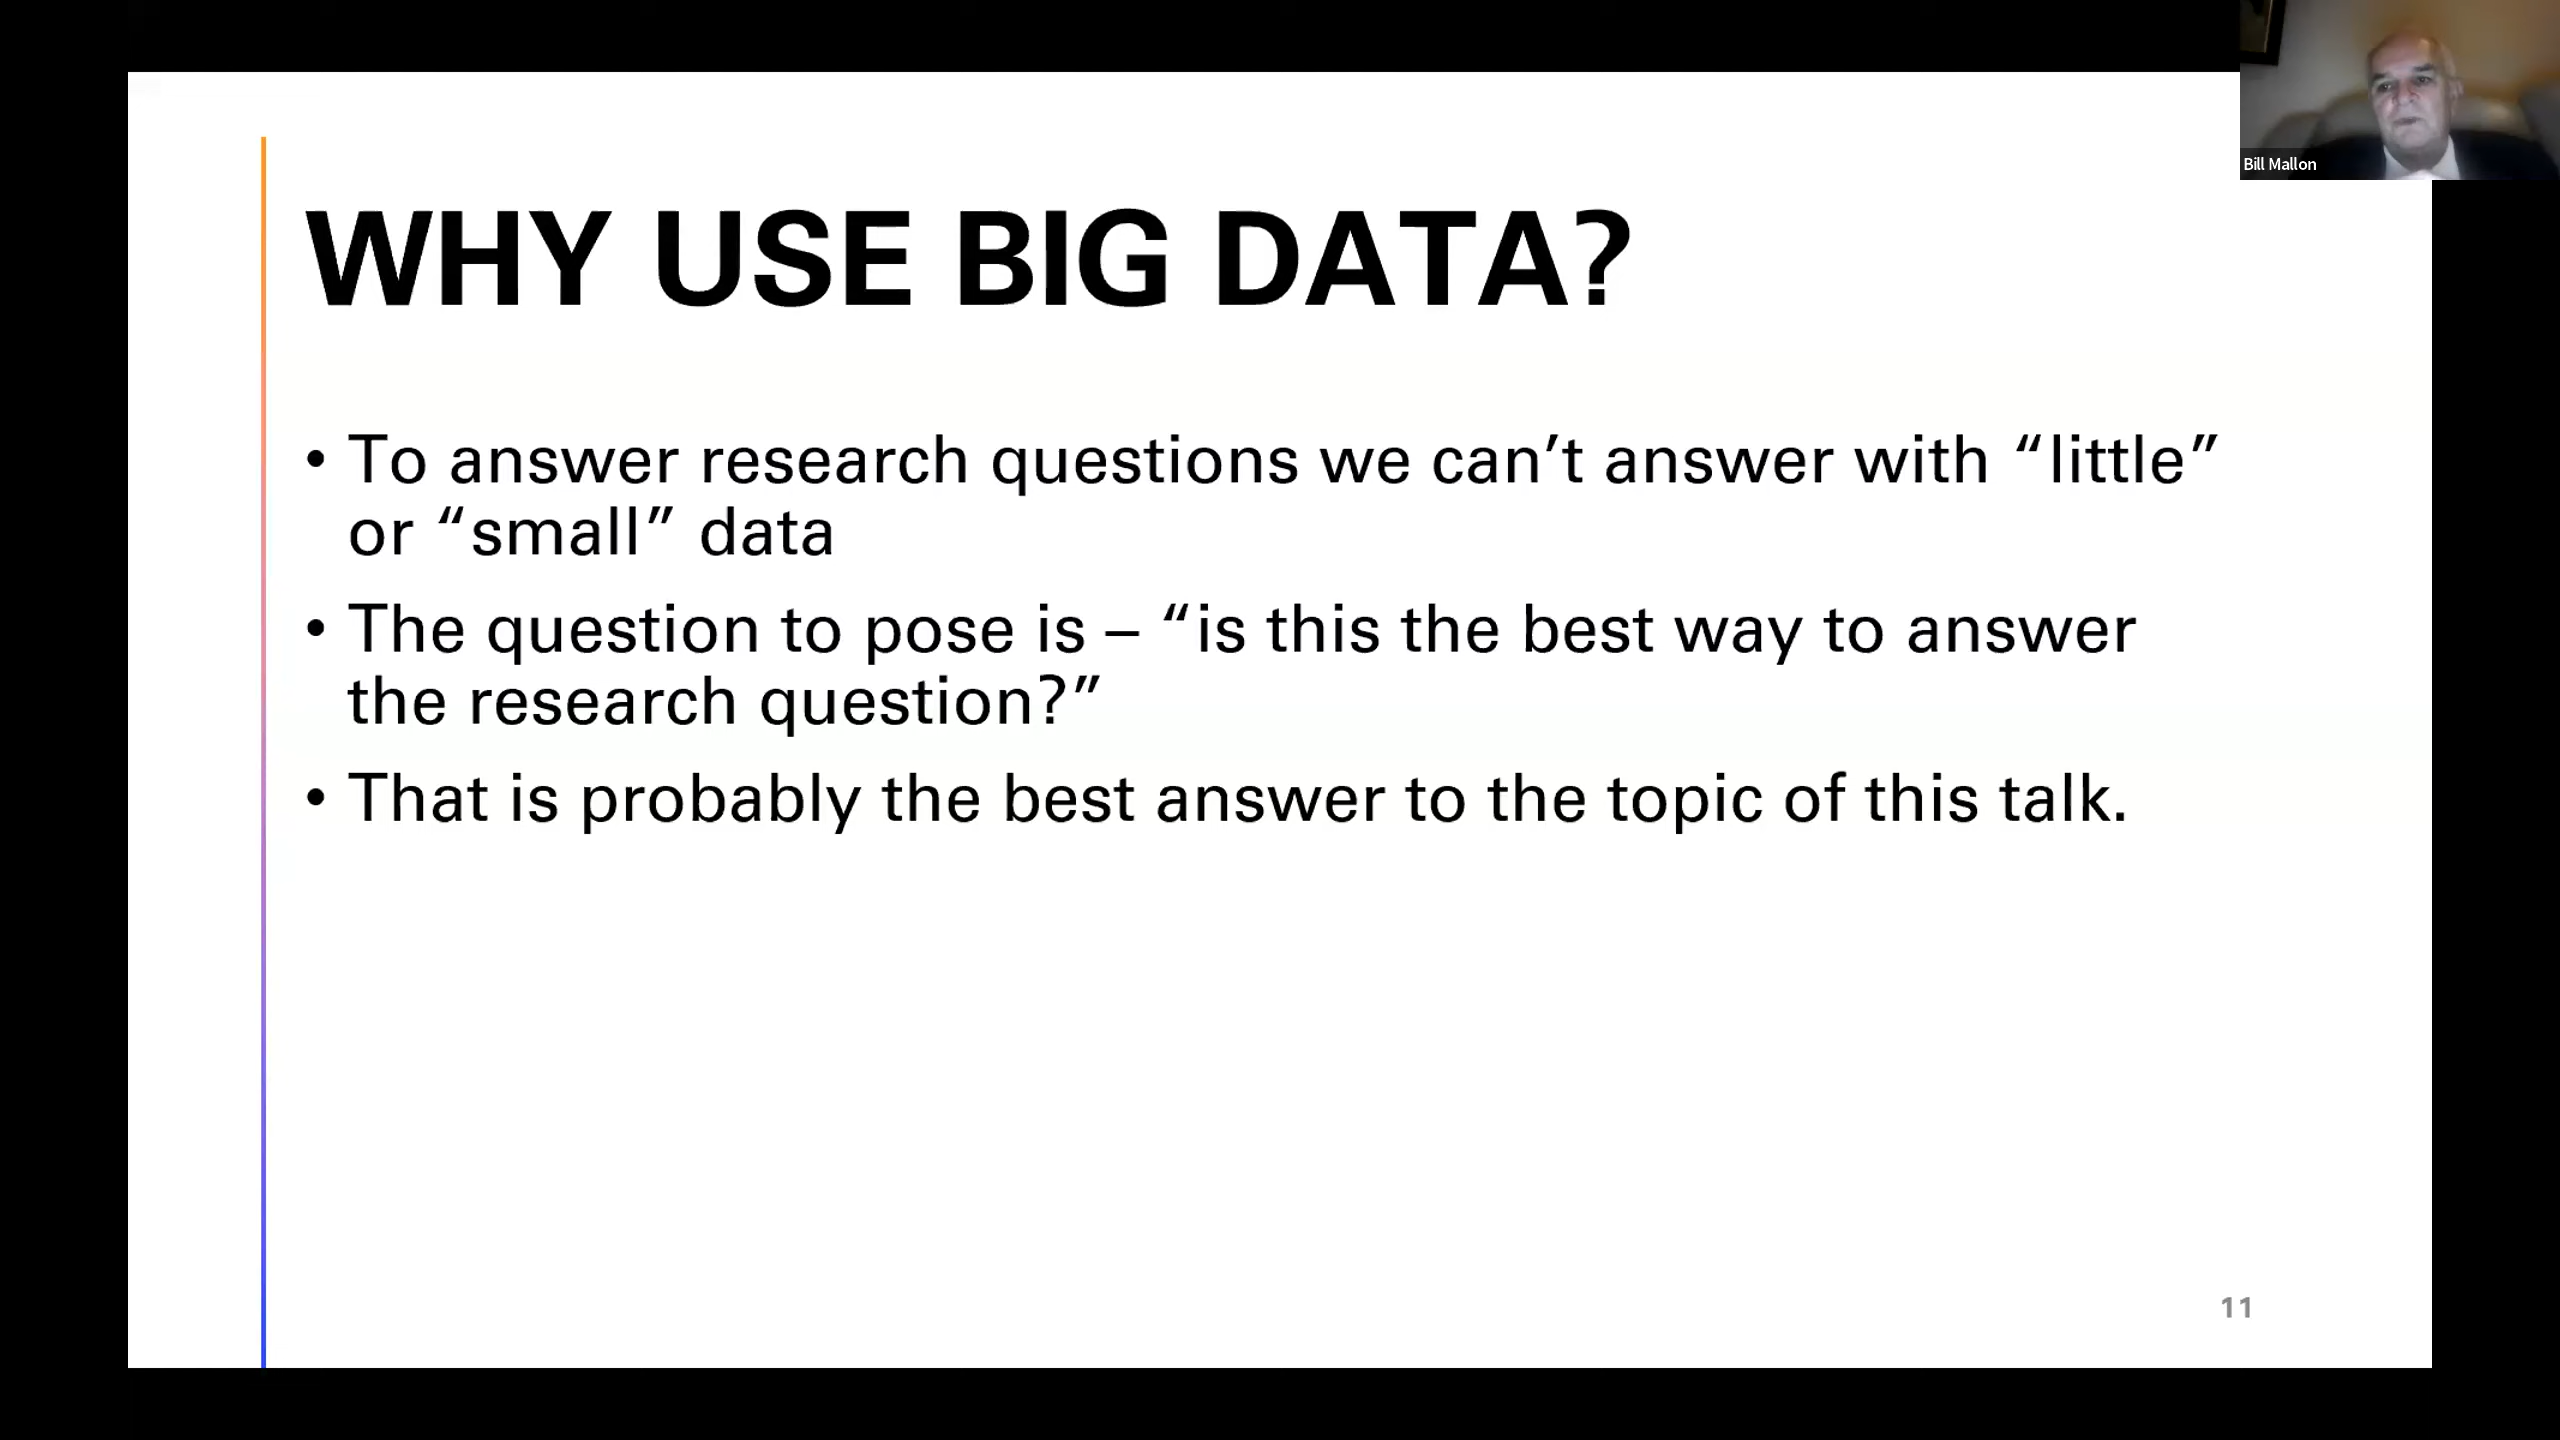 Bill Mallon
WHY USE BIG DATA?
• To answer research questions we can’t answer with “little”
or “small” data
• The question to pose is – “is this the best way to answer
the research question?”
• That is probably the best answer to the topic of this talk.
11